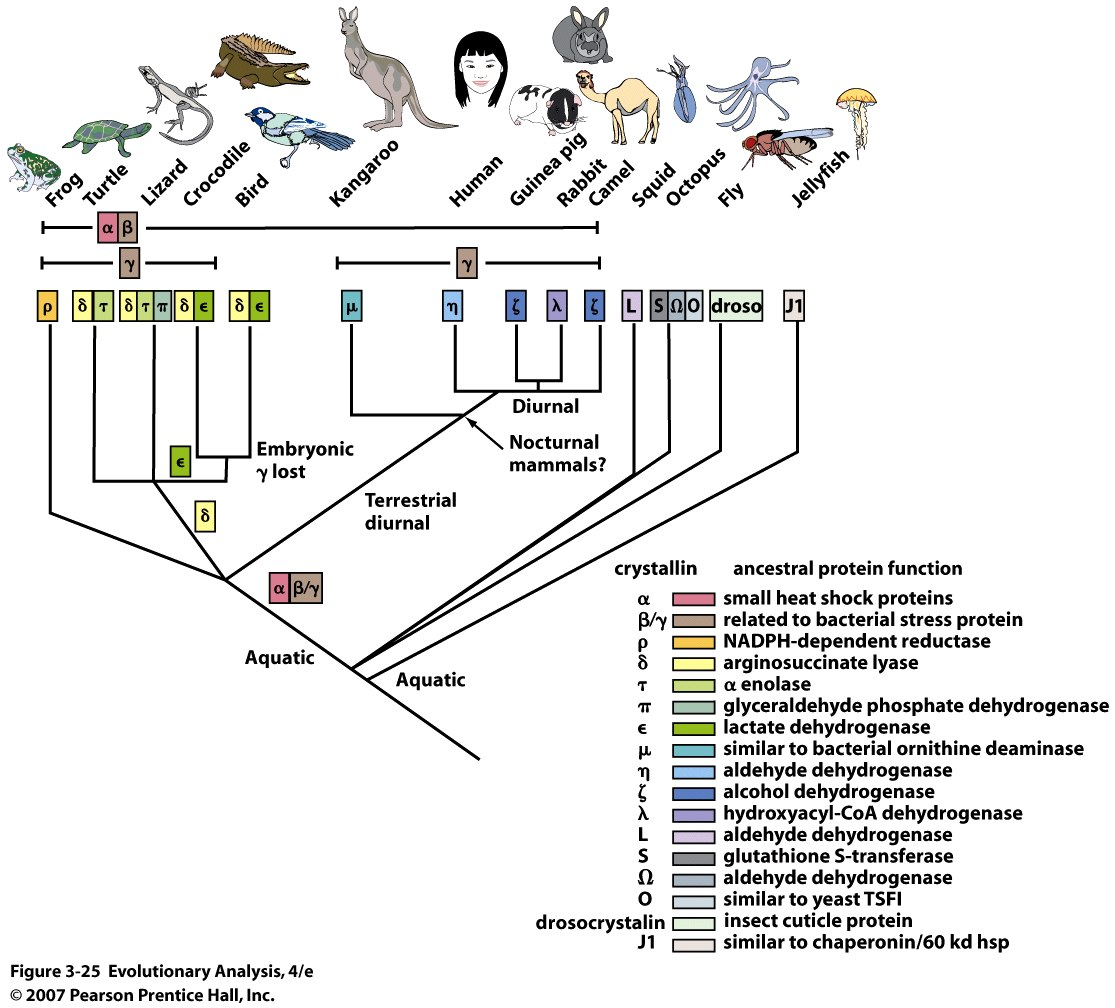 Frog
Turtle
Lizard
Crocodile
Bird
Kangaroo
Human
Guinea pig
Rabbit
Camel
Squid
Octopus
Fly
Jellyfish
α β
γ γ
ρ δ τ δ τ π δ ϵ δ ϵ μ η ζ λ ζ L S Ω O droso J1
Diurnal
Nocturnal
mammals?
Embryonic
γ lost
ϵ
Terrestrial
diurnal
δ
α β/γ
Aquatic
Aquatic
crystallin ancestral protein function
α small heat shock proteins
β/γ related to bacterial stress protein
ρ NADPH-dependent reductase
δ arginosuccinate lyase
τ α enolase
π glyceraldehyde phosphate dehydrogenase
ϵ lactate dehydrogenase
μ similar to bacterial ornithine deaminase
η aldehyde dehydrogenase
ζ alcohol dehydrogenase
λ hydroxyacyl-CoA dehydrogenase
L aldehyde dehydrogenase
S glutathione S-transferase
Ω aldehyde dehydrogenase
O similar to yeast TSFI
drosocrystalin insect cuticle protein
J1 similar to chaperonin/60 kd hsp
Figure 3-25 Evolutionary Analysis, 4/e
© 2007 Pearson Prentice Hall, Inc.